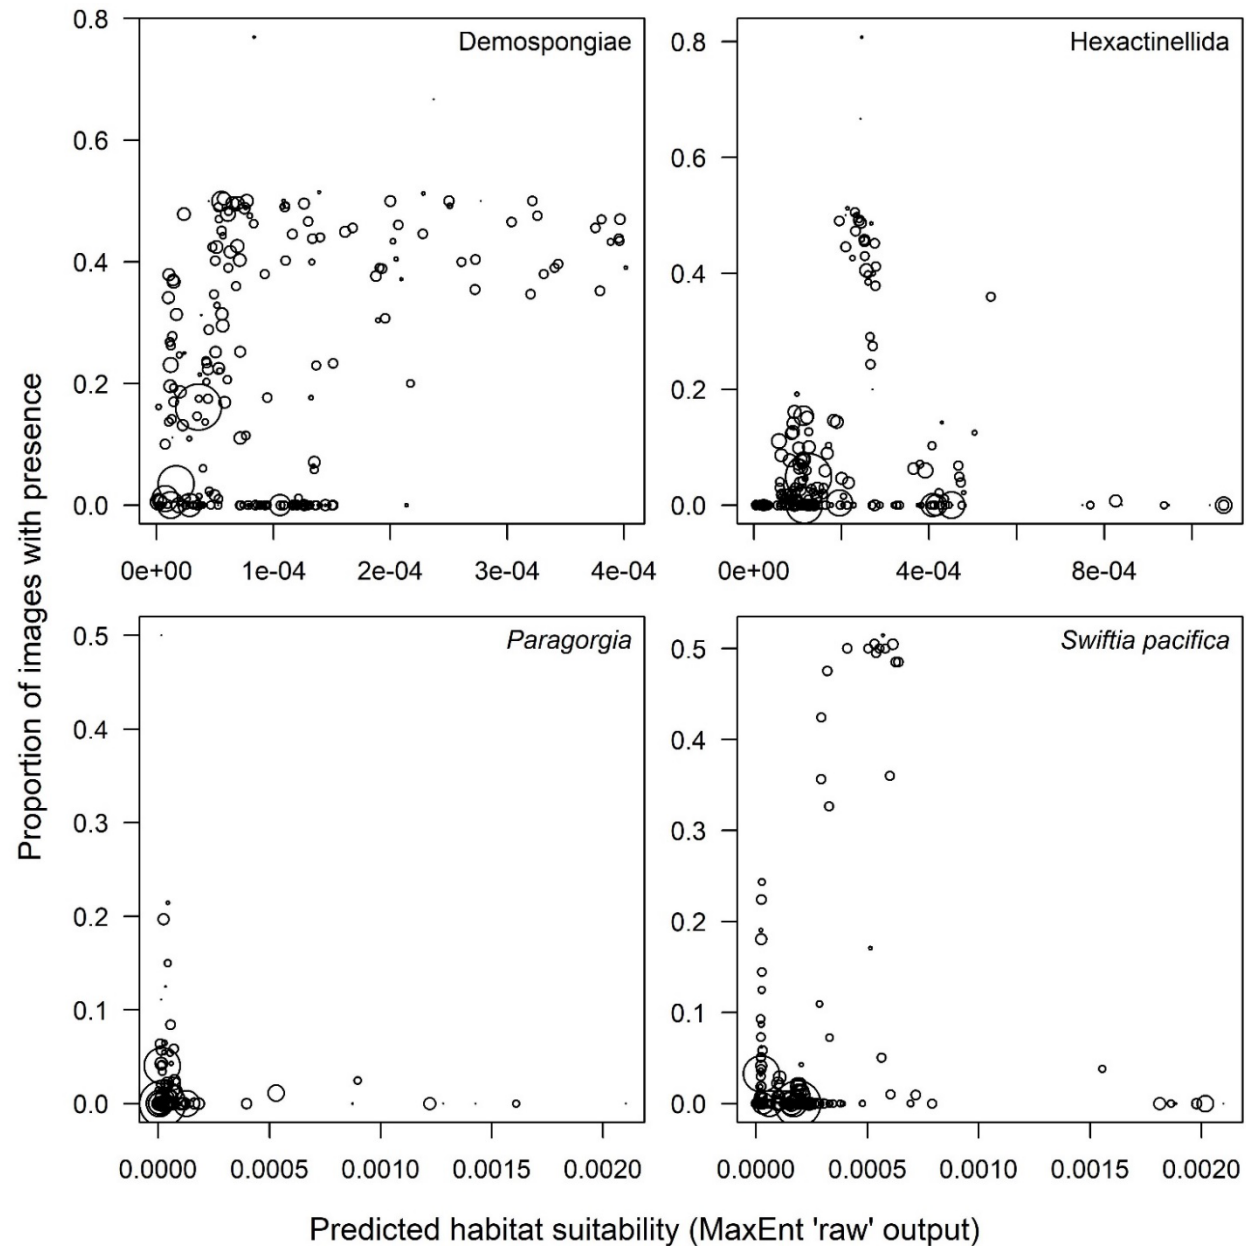 Demospongiae
0.8
0.6
0.4
0.2
0.0
0e+00 1e-04 2e-04 3e-04 4e-04
Hexactinellida
0.8
0.6
0.4
0.2
0.0
0e+00 4e-04 8e-04
Paragorgia
0.5
0.4
0.3
0.2
0.1
0.0
0.0000 0.0005 0.0010 0.0015 0.0020
Swiftia pacifica
0.5
0.4
0.3
0.2
0.1
0.0
0.0000 0.0005 0.0010 0.0015 0.0020
Proportion of images with presence
Predicted habitat suitability (MaxEnt 'raw' output)